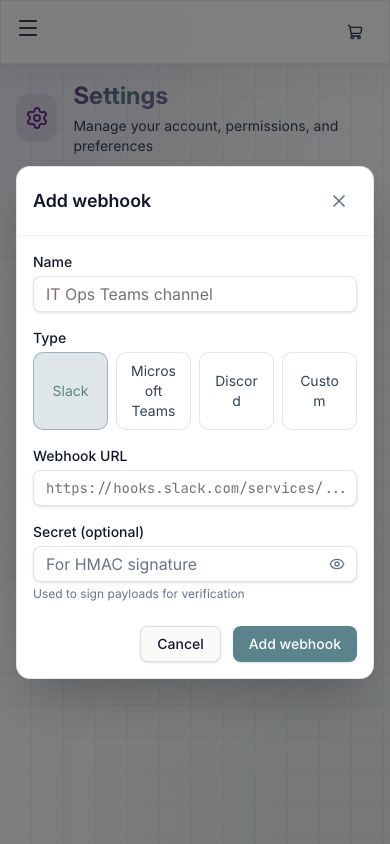 Settings
Manage your account, permissions, and
preferences
Add webhook
Name
IT Ops Teams channel
Type
Slack
Micros
oft
Teams
Discor
d
Custo
m
Webhook URL
https://hooks.slack.com/services/...
Secret (optional)
For HMAC signature
Used to sign payloads for verification
Cancel
Add webhook